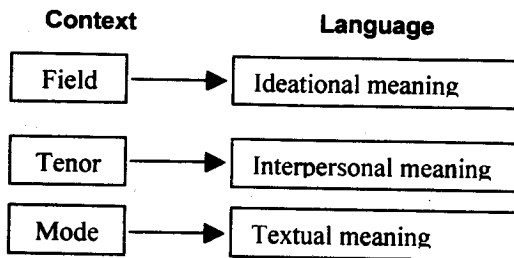 Context Language
Field Ideational meaning
Tenor Interpersonal meaning
Mode Textual meaning